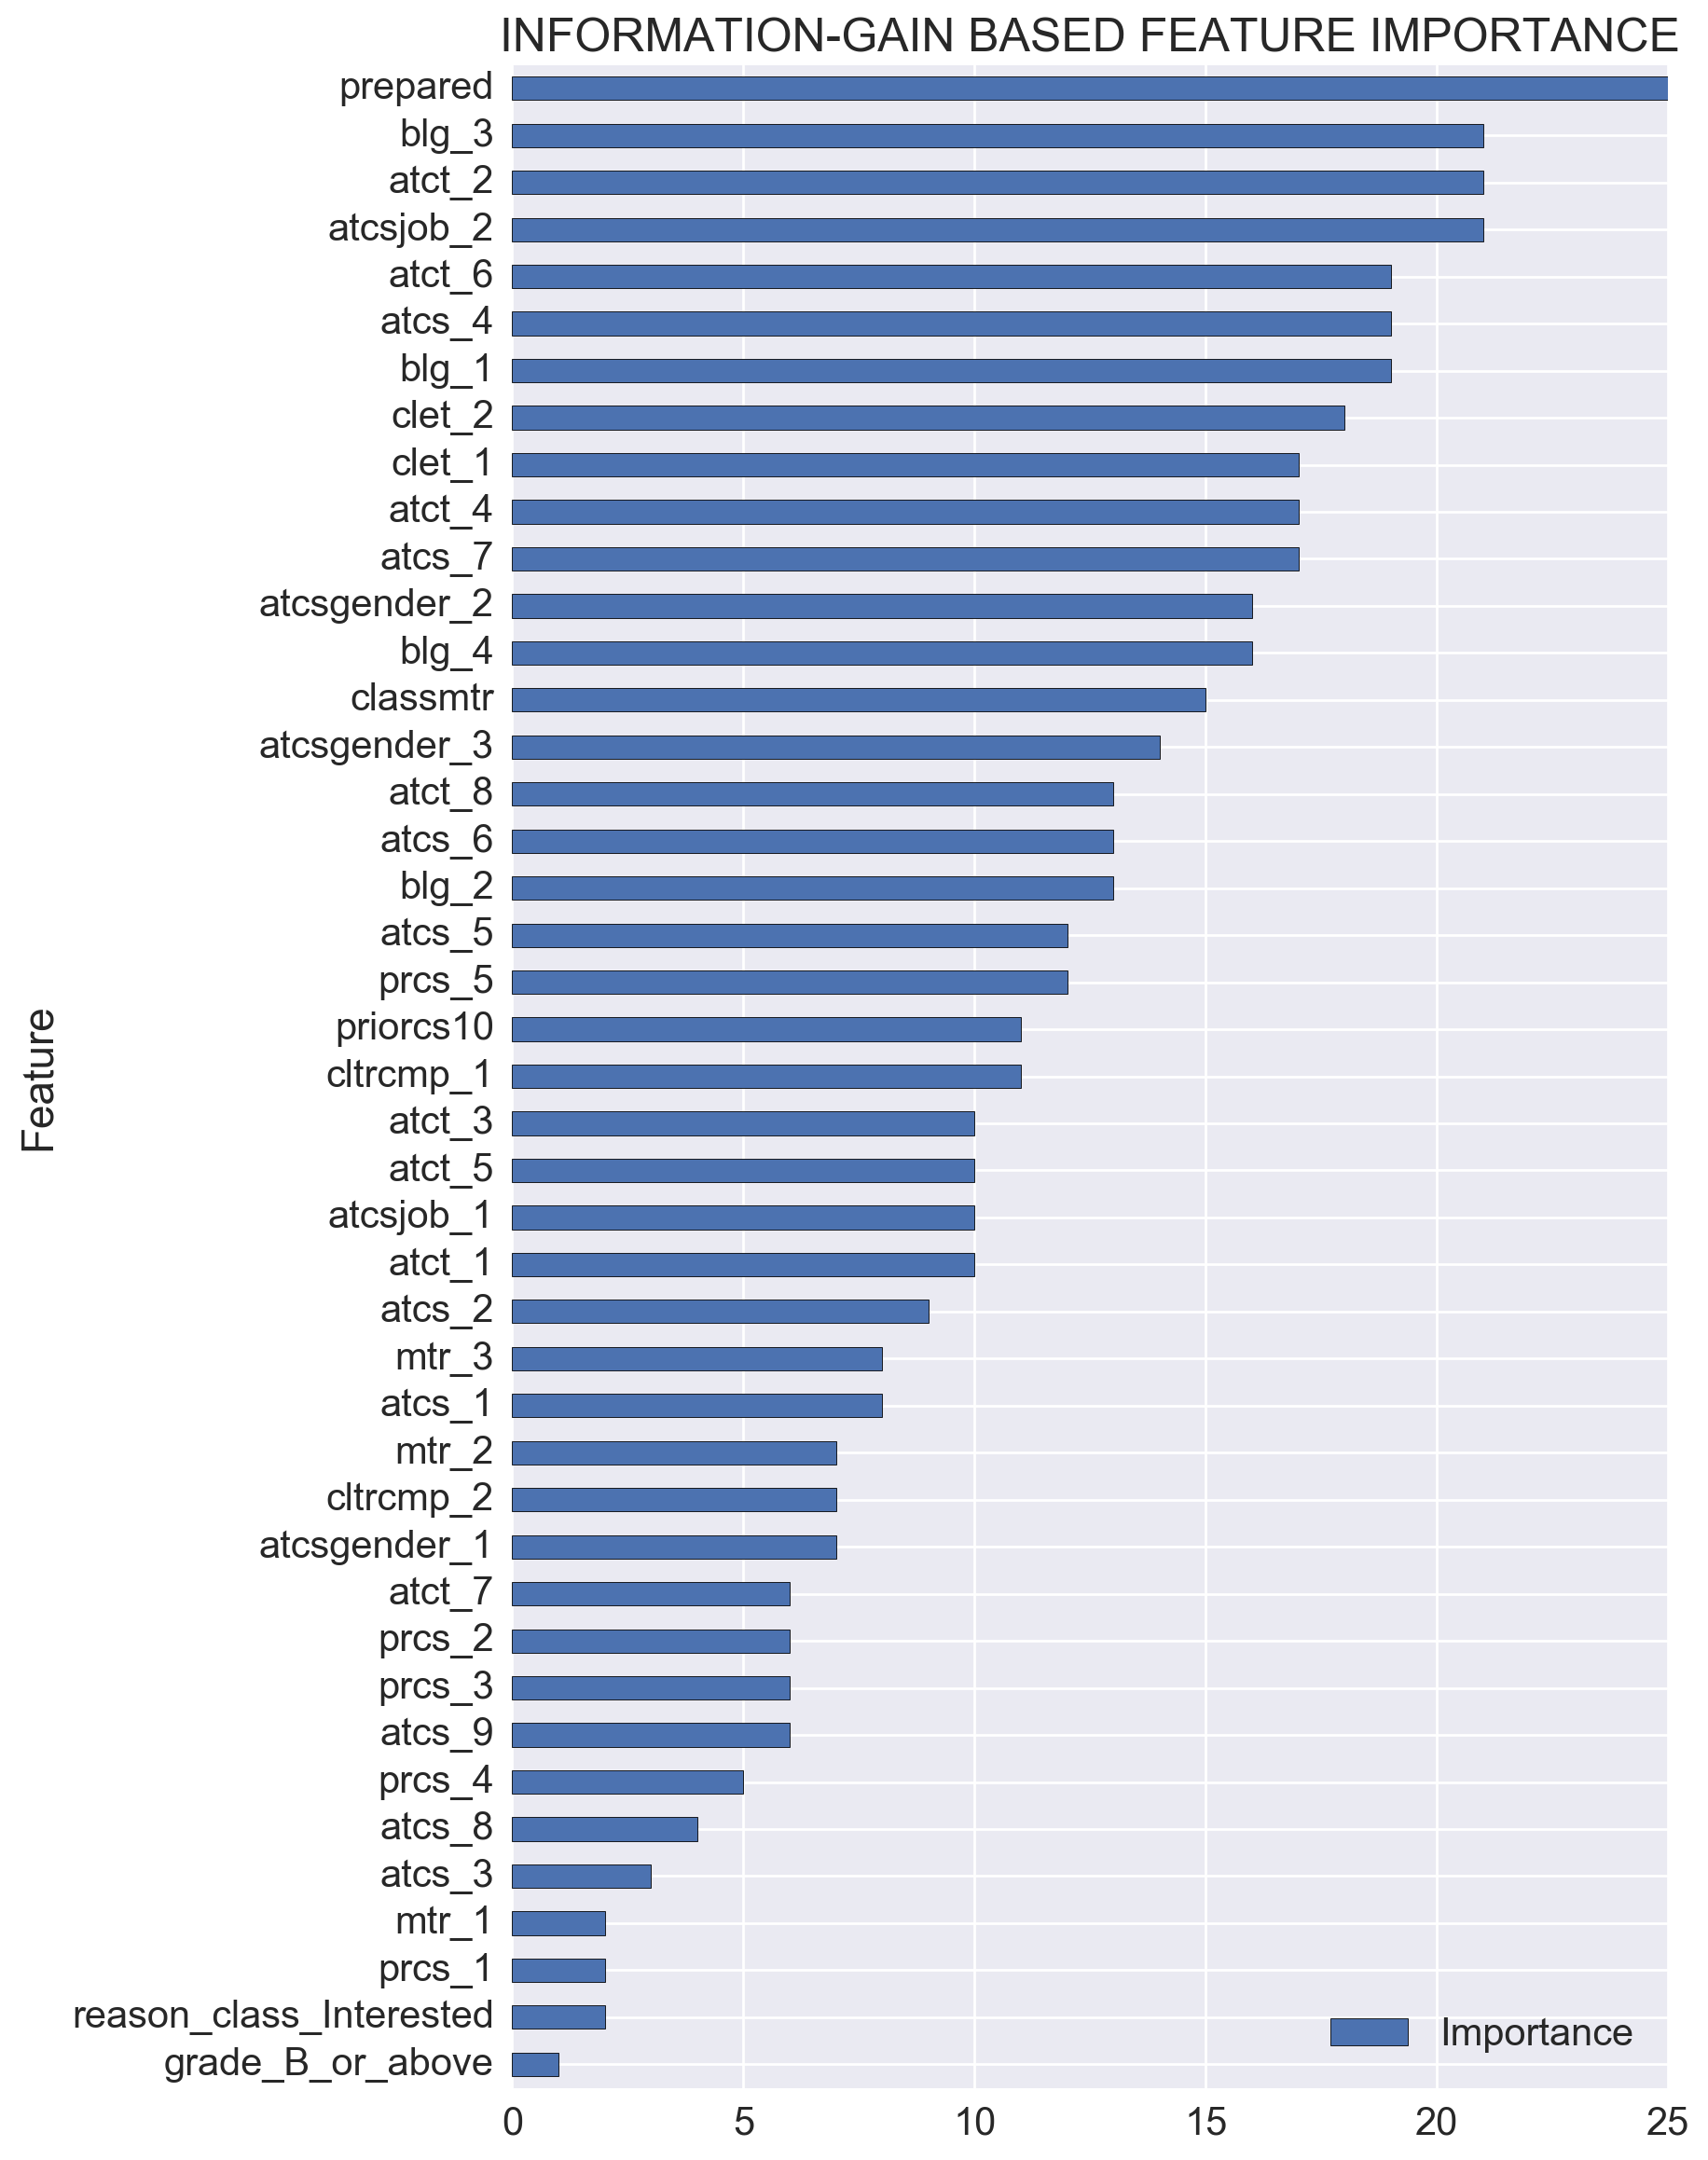 INFORMATION-GAIN BASED FEATURE IMPORTANCE
prepared
blg_3
atct_2
atcsjob_2
atct_6
atcs_4
blg_1
clet_2
clet_1
atct_4
atcs_7
atcsgender_2
blg_4
classmtr
atcsgender_3
atct_8
atcs_6
blg_2
atcs_5
prcs_5
priorcs10
cltrcmp_1
atct_3
atct_5
atcsjob_1
atct_1
atcs_2
mtr_3
atcs_1
mtr_2
cltrcmp_2
atcsgender_1
atct_7
prcs_2
prcs_3
atcs_9
prcs_4
atcs_8
atcs_3
mtr_1
prcs_1
reason_class_Interested
grade_B_or_above
Feature
Importance
0 5 10 15 20 25